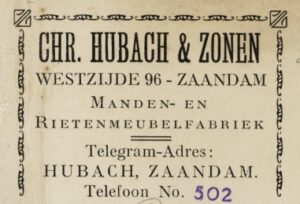 CHR. HUBACH & ZONEN
WESTZIJDE 96 - ZAANDAM
MANDEN- EN
RIETENMEUBELFABRIEK
Telegram-Adres:
HUBACH, ZAANDAM.
Telefoon No. 502